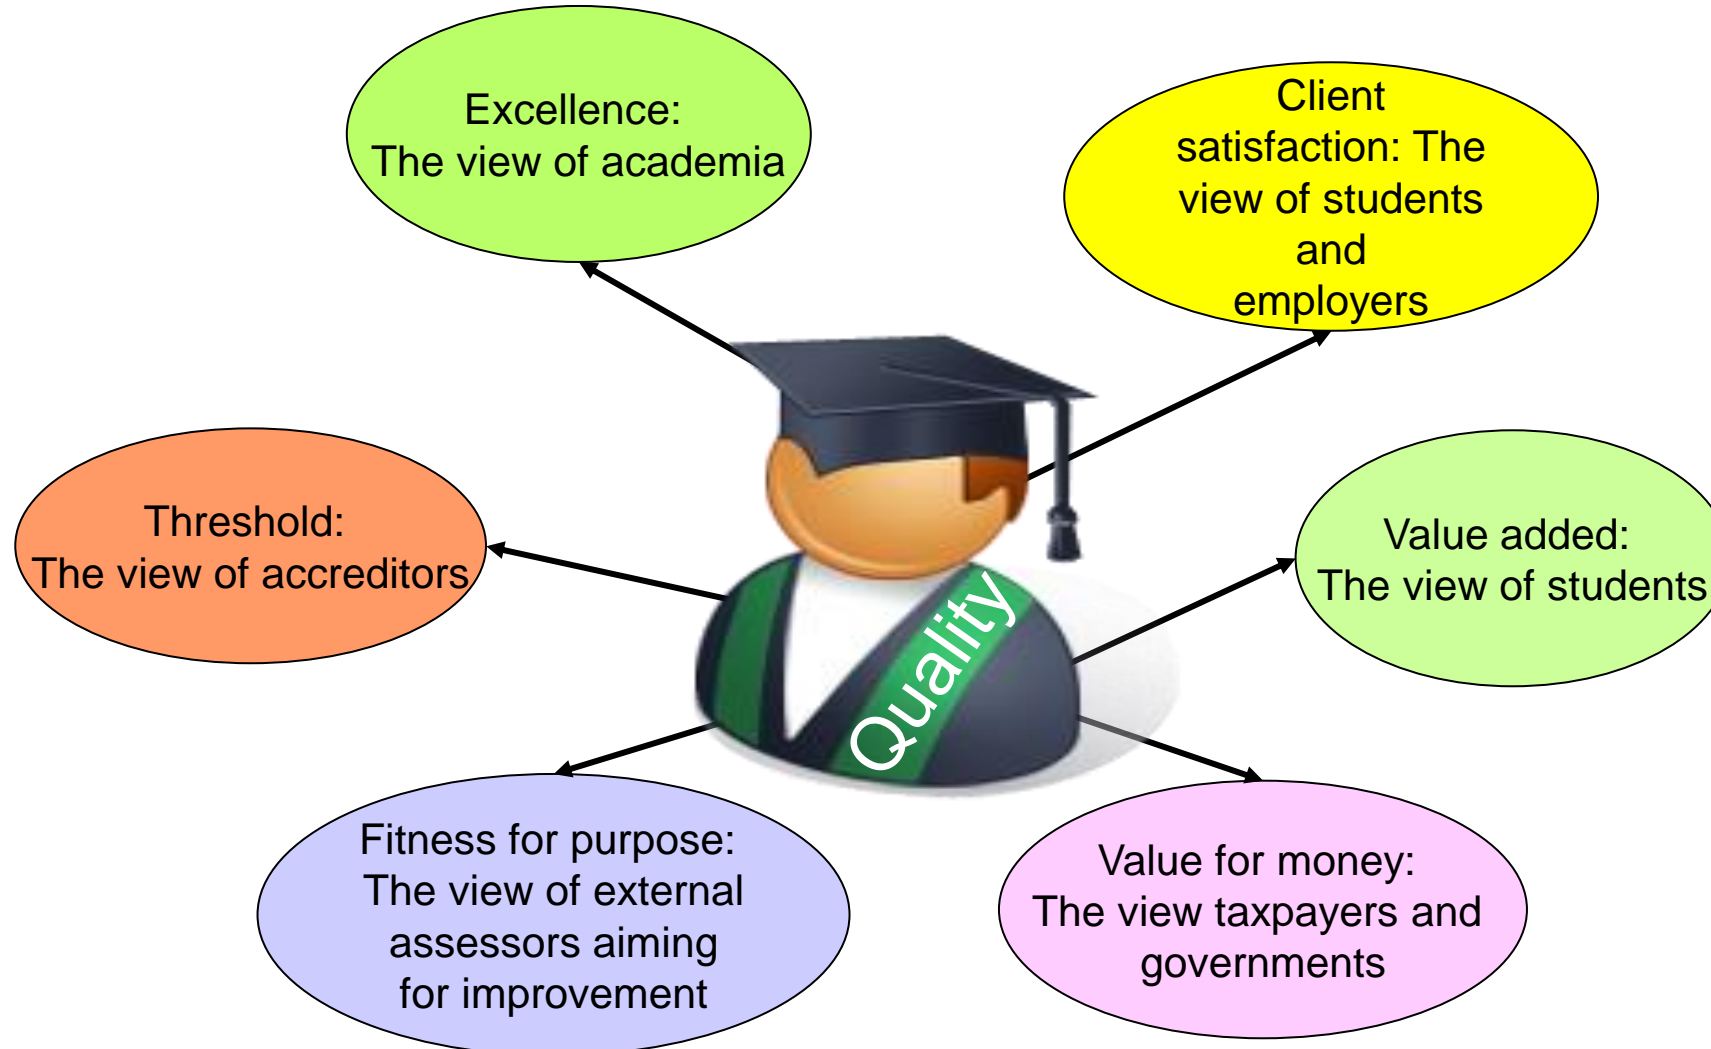 Excellence:
The view of academia
Client
satisfaction: The
view of students
and
employers
Threshold:
The view of accreditors
Value added:
The view of students
Quality
Fitness for purpose:
The view of external
assessors aiming
for improvement
Value for money:
The view taxpayers and
governments